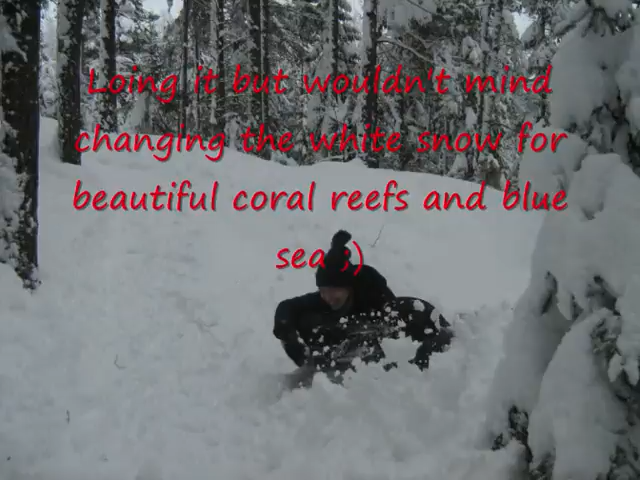 Loing it but wouldn't mind
changing the white snow for
beautiful coral reefs and blue
sea ;)